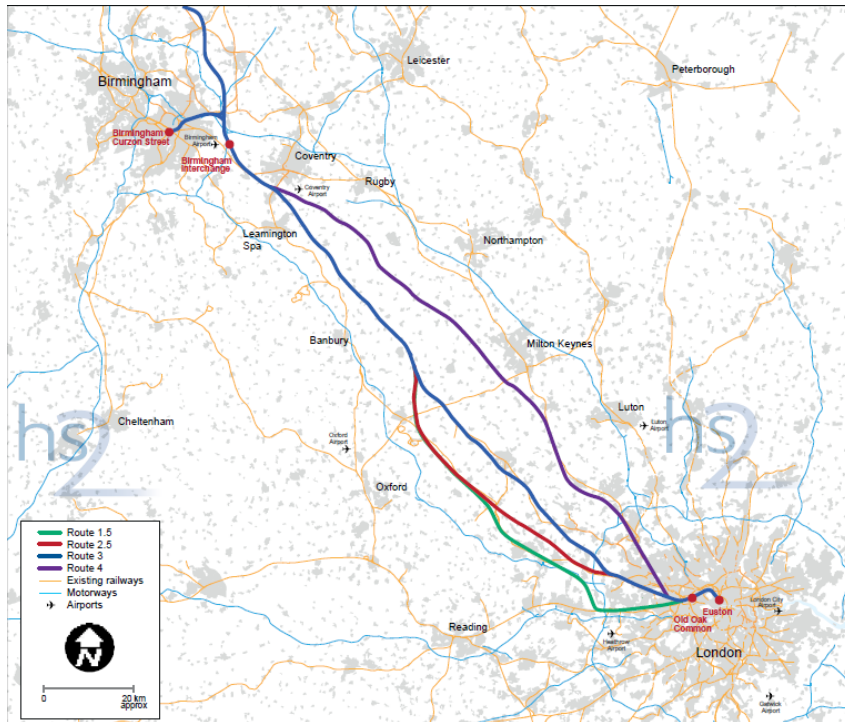 Leicester
Peterborough
Birmingham
Birmingham
Curzon Street
Birmingham
Airport
Birmingham
Interchange
Coventry
Coventry
Airport
Rugby
Leamington
Spa
Northampton
Banbury
Milton Keynes
Cheltenham
hs2
Oxford
Airport
Oxford
Luton
Luton
Airport
hs2
Route 1.5
Route 2.5
Route 3
Route 4
Existing railways
Motorways
Airports
N
0
20 km
approx
Reading
Heathrow
Airport
Old Oak
Common
Euston
London City
Airport
London
Gatwick
Airport